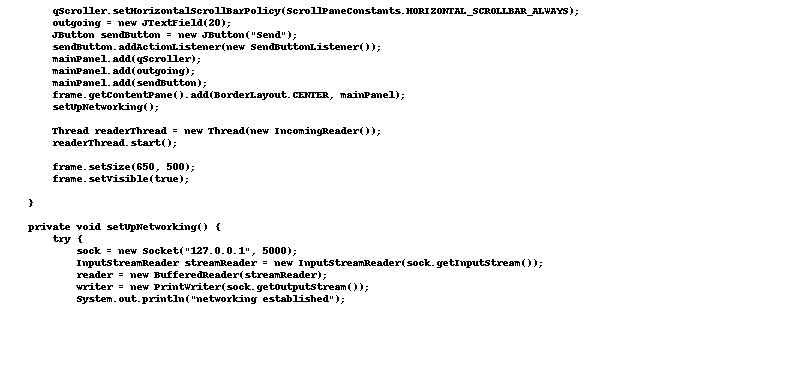 qScroller.setHorizontalScrollBarPolicy(ScrollPaneConstants.HORIZONTAL_SCROLLBAR_ALWAYS);
outgoing = new JTextField(20);
JButton sendButton = new JButton("Send");
sendButton.addActionListener(new SendButtonListener());
mainPanel.add(qScroller);
mainPanel.add(outgoing);
mainPanel.add(sendButton);
frame.getContentPane().add(BorderLayout.CENTER, mainPanel);
setUpNetworking();
Thread readerThread = new Thread(new IncomingReader());
readerThread.start();
frame.setSize(650, 500);
frame.setVisible(true);
}
private void setUpNetworking() {
try {
sock = new Socket("127.0.0.1", 5000);
InputStreamReader streamReader = new InputStreamReader(sock.getInputStream());
reader = new BufferedReader(streamReader);
writer = new PrintWriter(sock.getOutputStream());
System.out.println("networking established");